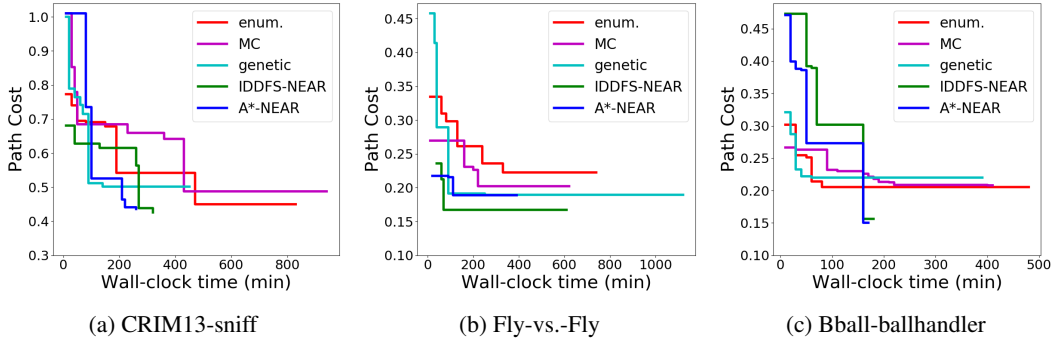 Path Cost
1.0
0.9
0.8
0.7
0.6
0.5
0.4
0.3
enum.
MC
genetic
IDDFS-NEAR
A*-NEAR
0 200 400 600 800
Wall-clock time (min)
(a) CRIM13-sniff
Path Cost
0.45
0.40
0.35
0.30
0.25
0.20
0.15
0.10
enum.
MC
genetic
IDDFS-NEAR
A*-NEAR
0 200 400 600 800 1000
Wall-clock time (min)
(b) Fly-vs.-Fly
Path Cost
0.45
0.40
0.35
0.30
0.25
0.20
0.15
0.10
enum.
MC
genetic
IDDFS-NEAR
A*-NEAR
0 100 200 300 400 500
Wall-clock time (min)
(c) Bball-ballhandler